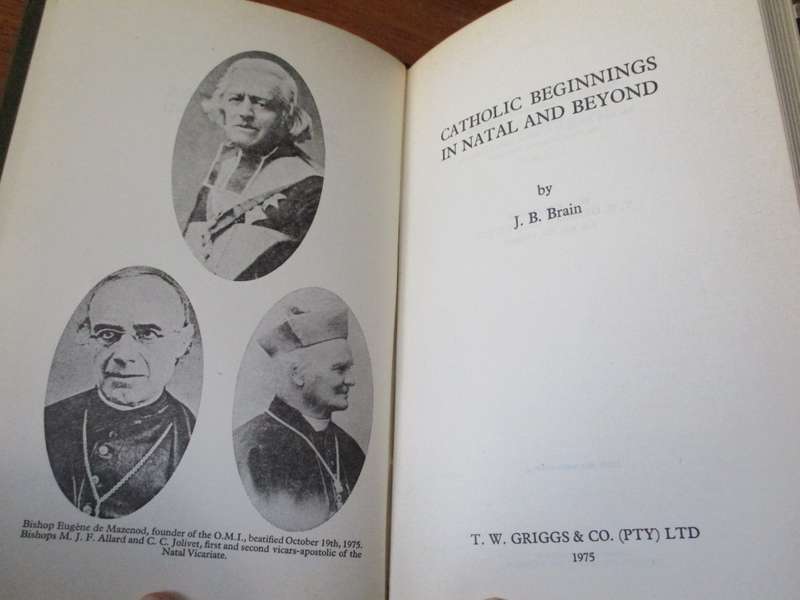 Bishop Eugène de Mazenod, founder of the O.M.I., beatified October 19th, 1975.
Bishops M. J. F. Allard and C. C. Jolivet, first and second vicars-apostolic of the
Natal Vicariate.
CATHOLIC BEGINNINGS
IN NATAL AND BEYOND
by
J. B. Brain
T. W. GRIGGS & CO. (PTY) LTD
1975